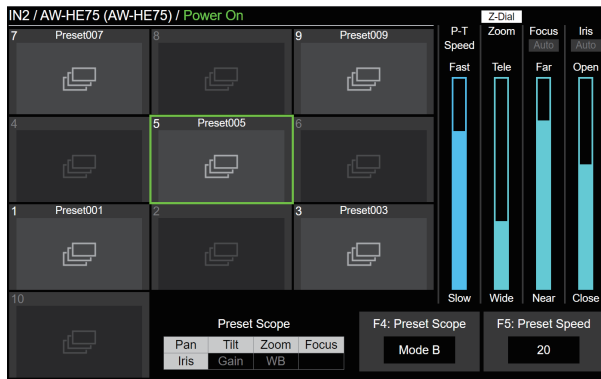 IN2 / AW-HE75 (AW-HE75) / Power On
Z-Dial
P-T Speed Zoom Focus Iris
Auto Auto
Fast Tele Far Open
7 Preset007 8 9 Preset009
4 5 Preset005 6
1 Preset001 2 3 Preset003
Slow Wide Near Close
10
Preset Scope
Pan Tilt Zoom Focus
Iris Gain WB
F4: Preset Scope
Mode B
F5: Preset Speed
20